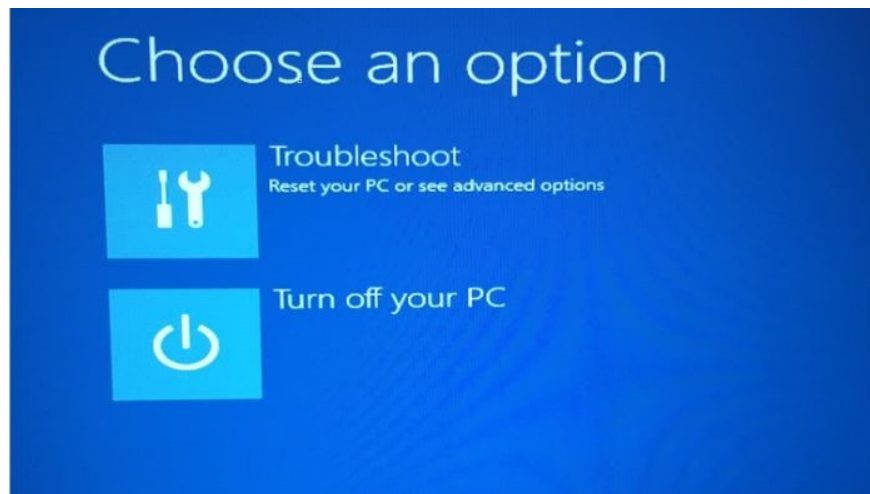 Choose an option
Troubleshoot
Reset your PC or see advanced options
Turn off your PC